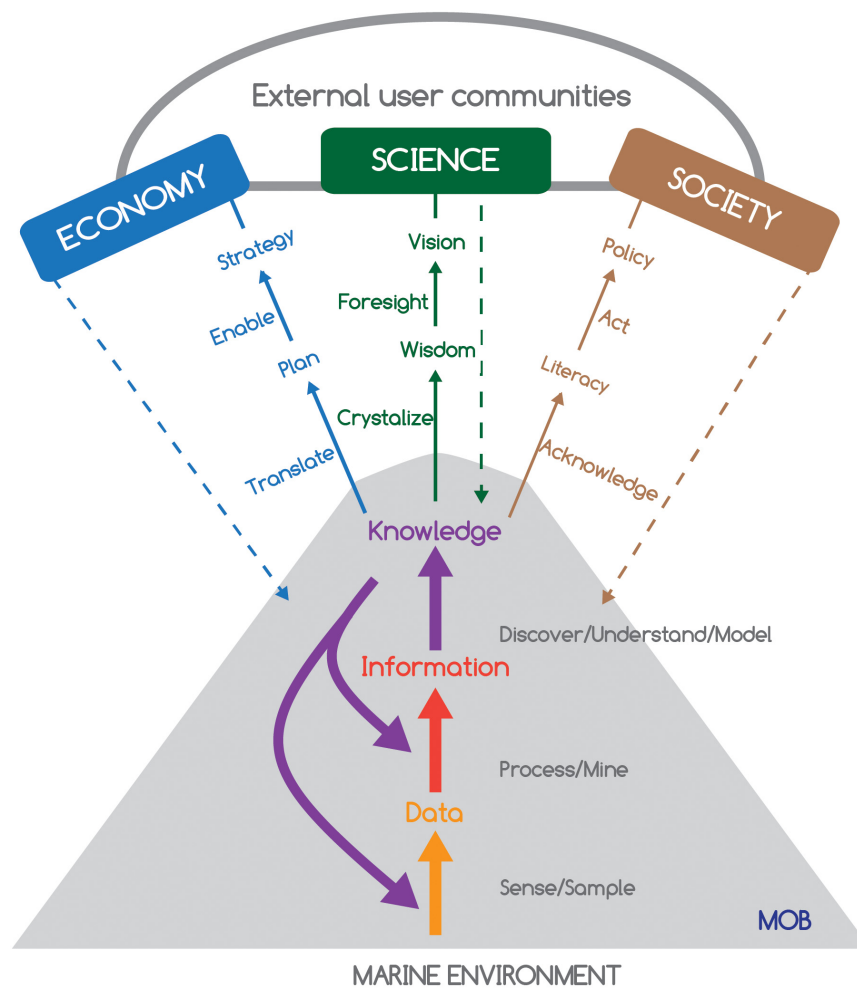 External user communities
ECONOMY
SCIENCE
SOCIETY
Strategy
Vision
Policy
Enable
Foresight
Act
Plan
Wisdom
Literacy
Translate
Crystalize
Acknowledge
Knowledge
Discover/Understand/Model
Information
Process/Mine
Data
Sense/Sample
MOB
MARINE ENVIRONMENT